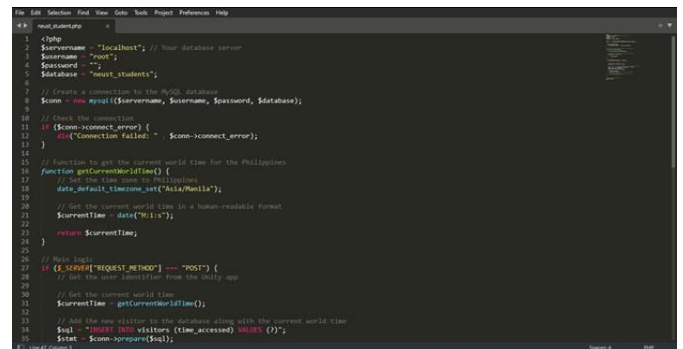 File Edit Selection Find View Goto Tools Project Preferences Help
neust_student.php
1 <?php
2 $servername = "localhost"; // Your database server
3 $username = "root";
4 $password = "";
5 $database = "neust_students";
6
7 // Create a connection to the MySQL database
8 $conn = new mysqli($servername, $username, $password, $database);
9
10 // Check the connection
11 if ($conn->connect_error) {
12 die("Connection failed: " . $conn->connect_error);
13 }
14
15 // Function to get the current world time for the Philippines
16 function getCurrentWorldTime() {
17 // Set the time zone to Philippines
18 date_default_timezone_set("Asia/Manila");
19
20 // Get the current world time in a human-readable format
21 $currentTime = date("H:i:s");
22
23 return $currentTime;
24 }
25
26 // Main logic
27 if ($_SERVER["REQUEST_METHOD"] === "POST") {
28 // Get the user identifier from the Unity app
29
30 // Get the current world time
31 $currentTime = getCurrentWorldTime();
32
33 // Add the new visitor to the database along with the current world time
34 $sql = "INSERT INTO visitors (time_accessed) VALUES (?)";
35 $stmt = $conn->prepare($sql);
Line 47, Column 3
Spaces: 4 PHP